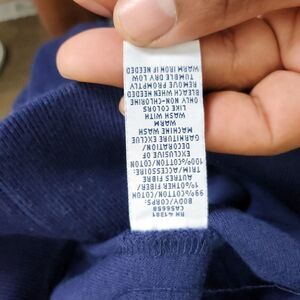 RN 41381
CA56658
BODY/CORPS:
99%COTTON/COTON
1%OTHER FIBER/
AUTRES FIBRE
TRIM/ACCESSOIRE:
100%COTTON/COTON
EXCLUSIVE OF
DECORATION/
GARNITURE EXCLUE
MACHINE WASH
WARM
WASH WITH
LIKE COLORS
ONLY NON-CHLORINE
BLEACH WHEN NEEDED
REMOVE PROMPTLY
TUMBLE DRY LOW
WARM IRON IF NEEDED